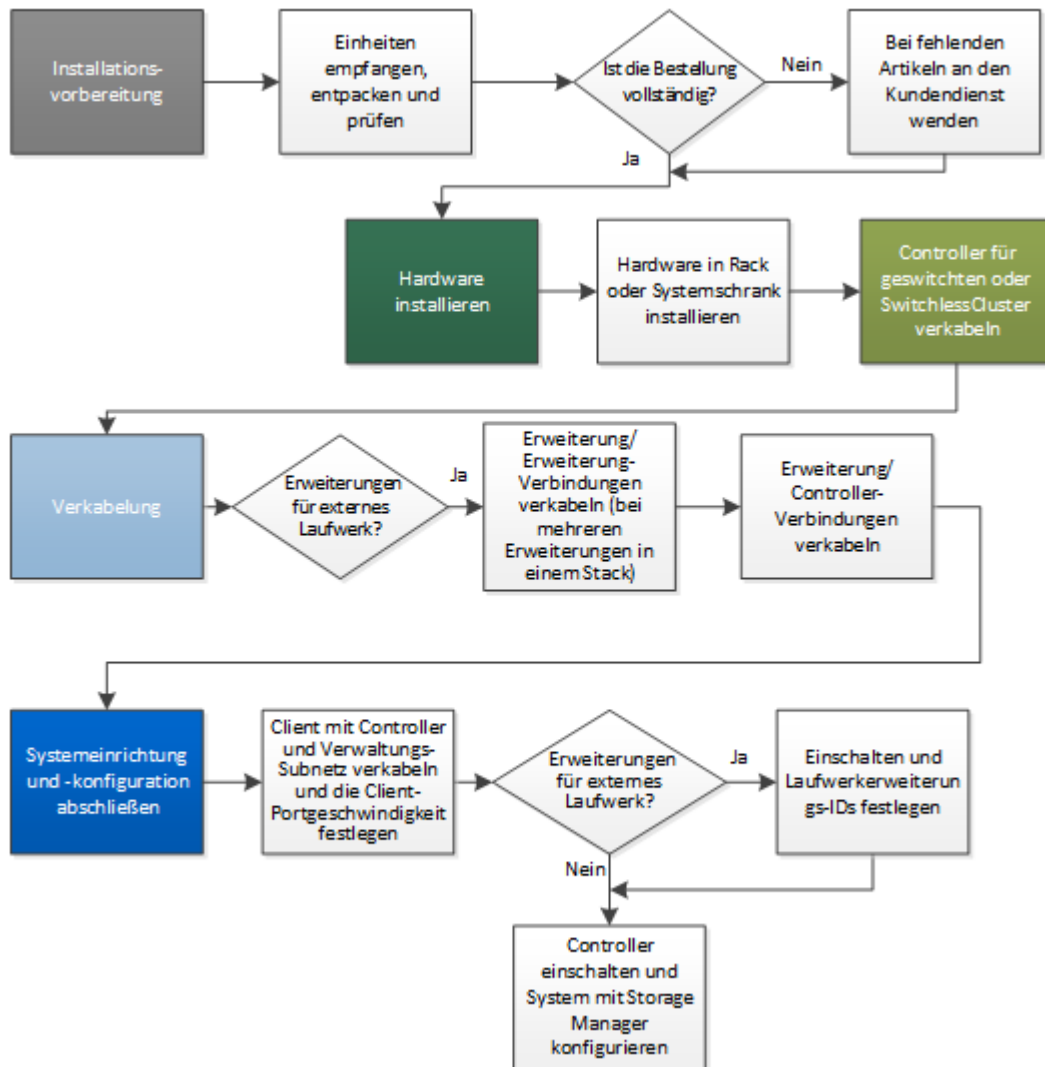 Installations-
vorbereitung
Einheiten
empfangen,
entpacken und
prüfen
Ist die Bestellung
vollständig?
Nein
Bei fehlenden
Artikeln an den
Kundendienst
wenden
Ja
Hardware
installieren
Hardware in Rack
oder Systemschrank
installieren
Controller für
geswitchten oder
SwitchlessCluster
verkabeln
Verkabelung
Erweiterungen
für externes
Laufwerk?
Ja
Erweiterung/
Erweiterung-
Verbindungen
verkabeln (bei
mehreren
Erweiterungen in
einem Stack)
Erweiterung/
Controller-
Verbindungen
verkabeln
Systemeinrichtung
und -konfiguration
abschließen
Client mit Controller
und Verwaltungs-
Subnetz verkabeln
und die Client-
Portgeschwindigkeit
festlegen
Erweiterungen
für externes
Laufwerk?
Ja
Einschalten und
Laufwerkerweiterun
gs-IDs festlegen
Nein
Controller
einschalten und
System mit Storage
Manager
konfigurieren